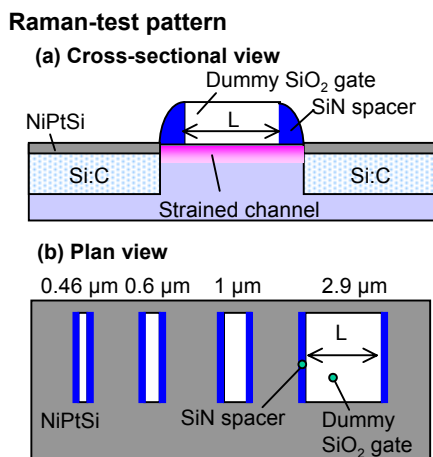 Raman-test pattern
(a) Cross-sectional view
Dummy SiO₂ gate
SiN spacer
NiPtSi
L
Si:C
Si:C
Strained channel
(b) Plan view
0.46 μm 0.6 μm 1 μm 2.9 μm
L
NiPtSi
SiN spacer
Dummy
SiO₂ gate